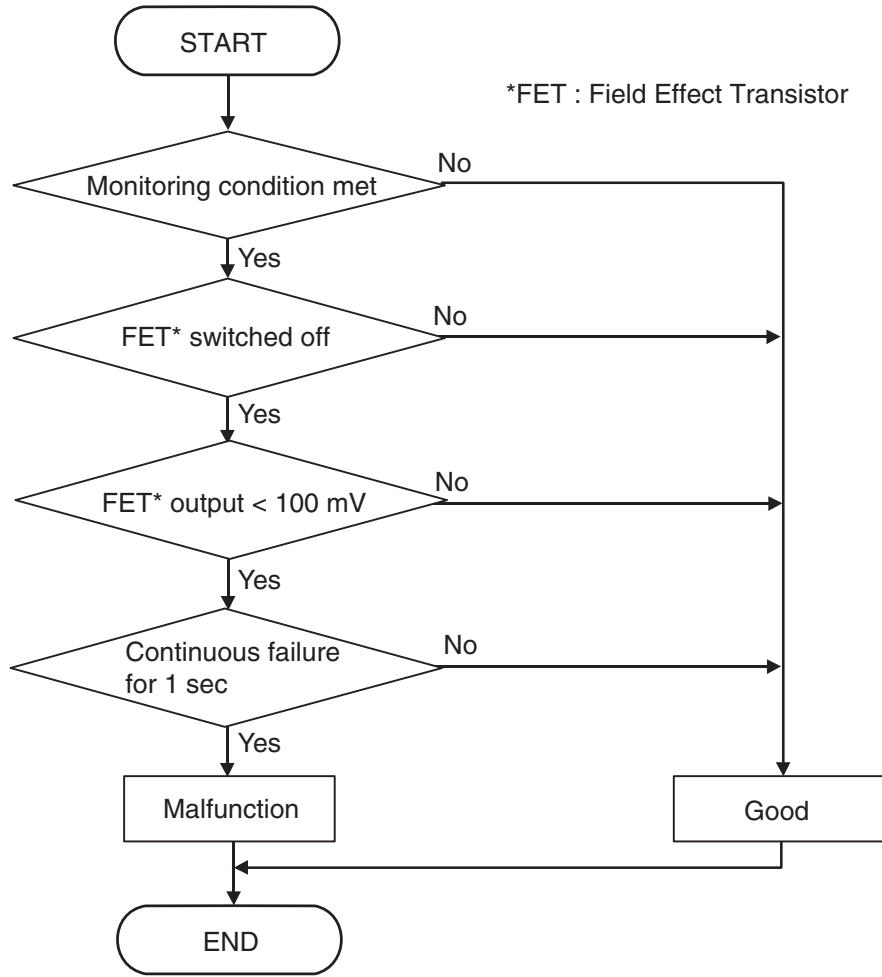 START
*FET : Field Effect Transistor
Monitoring condition met
No
Yes
FET* switched off
No
Yes
FET* output < 100 mV
No
Yes
Continuous failure
for 1 sec
No
Yes
Malfunction
Good
END